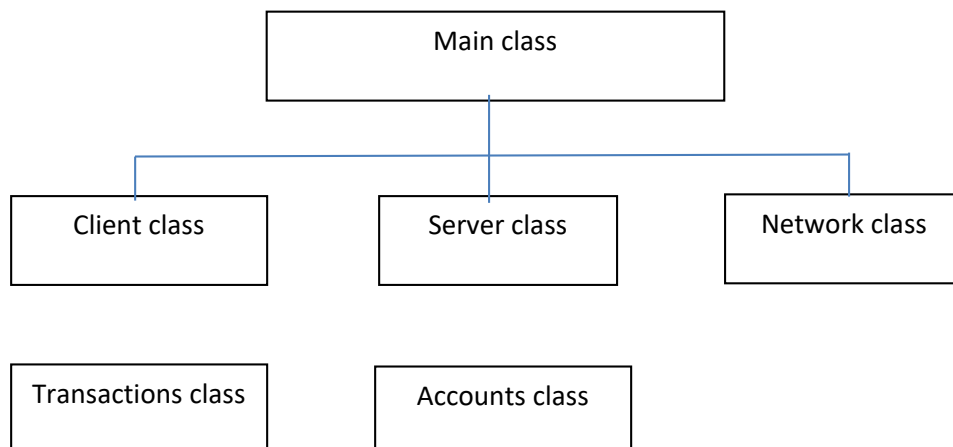 Main class
Client class
Server class
Network class
Transactions class
Accounts class